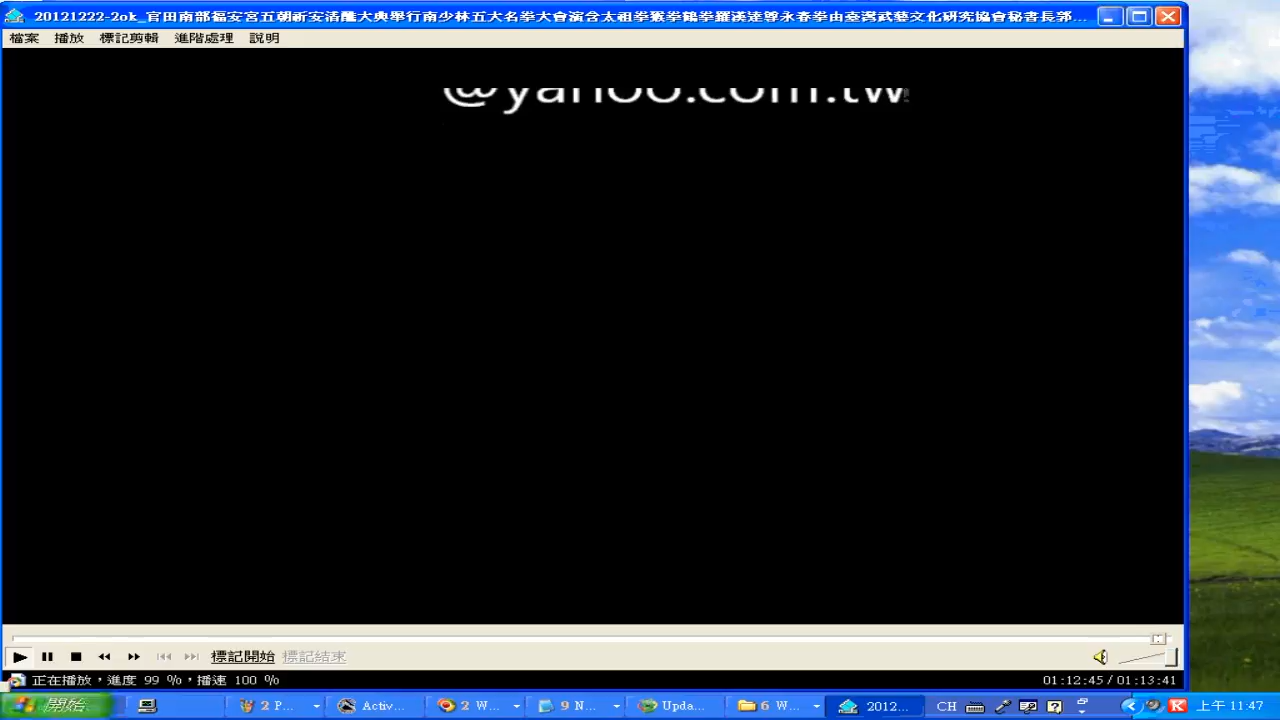 20121222-2ok_官田南部福安宮五朝祈安清醮大典舉行南少林五大名拳大會演含太祖拳猴拳鶴拳羅漢達尊永春拳由臺灣武藝文化研究協會秘書長郭...
檔案 播放 標記剪輯 進階處理 說明
@yahoo.com.tw
標記開始 標記結束
正在播放，進度 99 %，播速 100 % 01:12:45 / 01:13:41
開始 2 P... Activ... 2 W... 9 N... Upda... 6 W... 2012... CH 上午 11:47